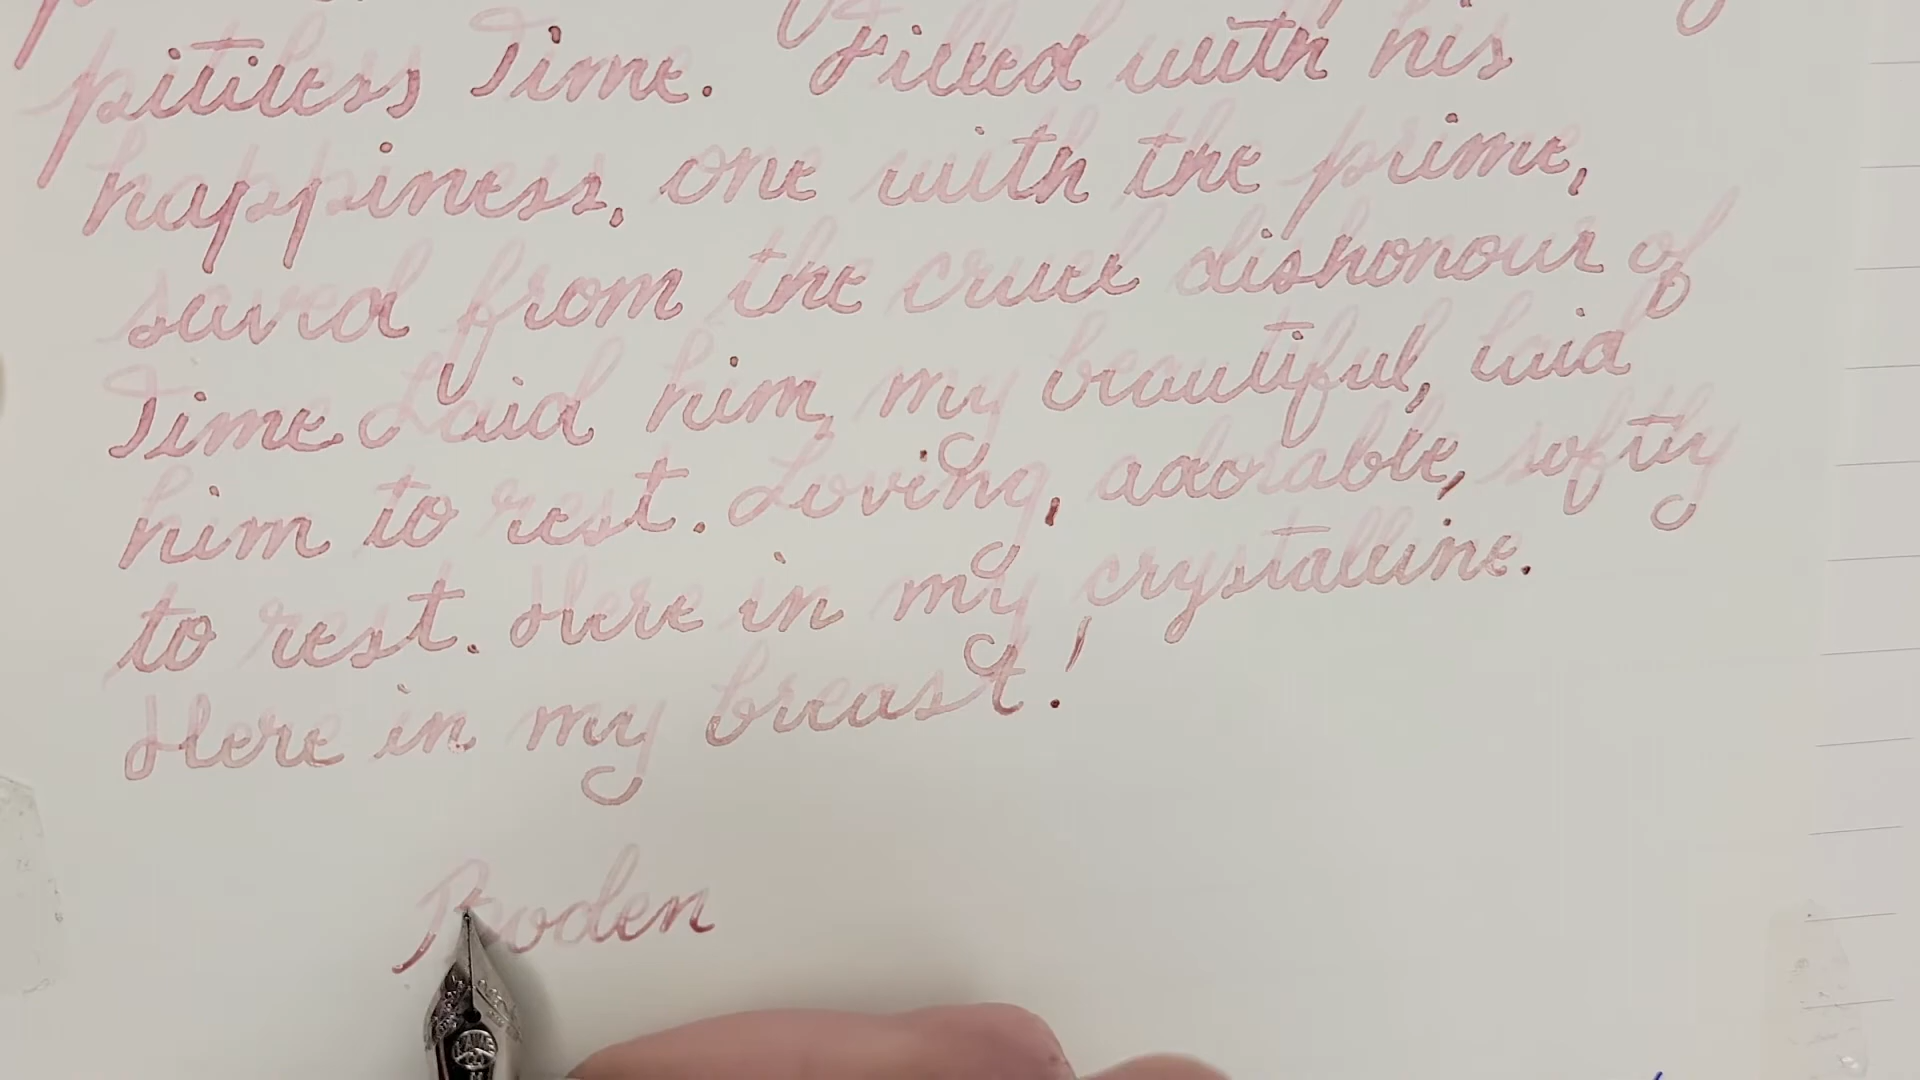 pitiless Time. Filled with his
happiness, one with the prime,
saved from the cruel dishonour of
Time Laid him, my beautiful, laid
him to rest. Loving, adorable, softly
to rest. Here in my crystalline.
Here in my breast!
Boden